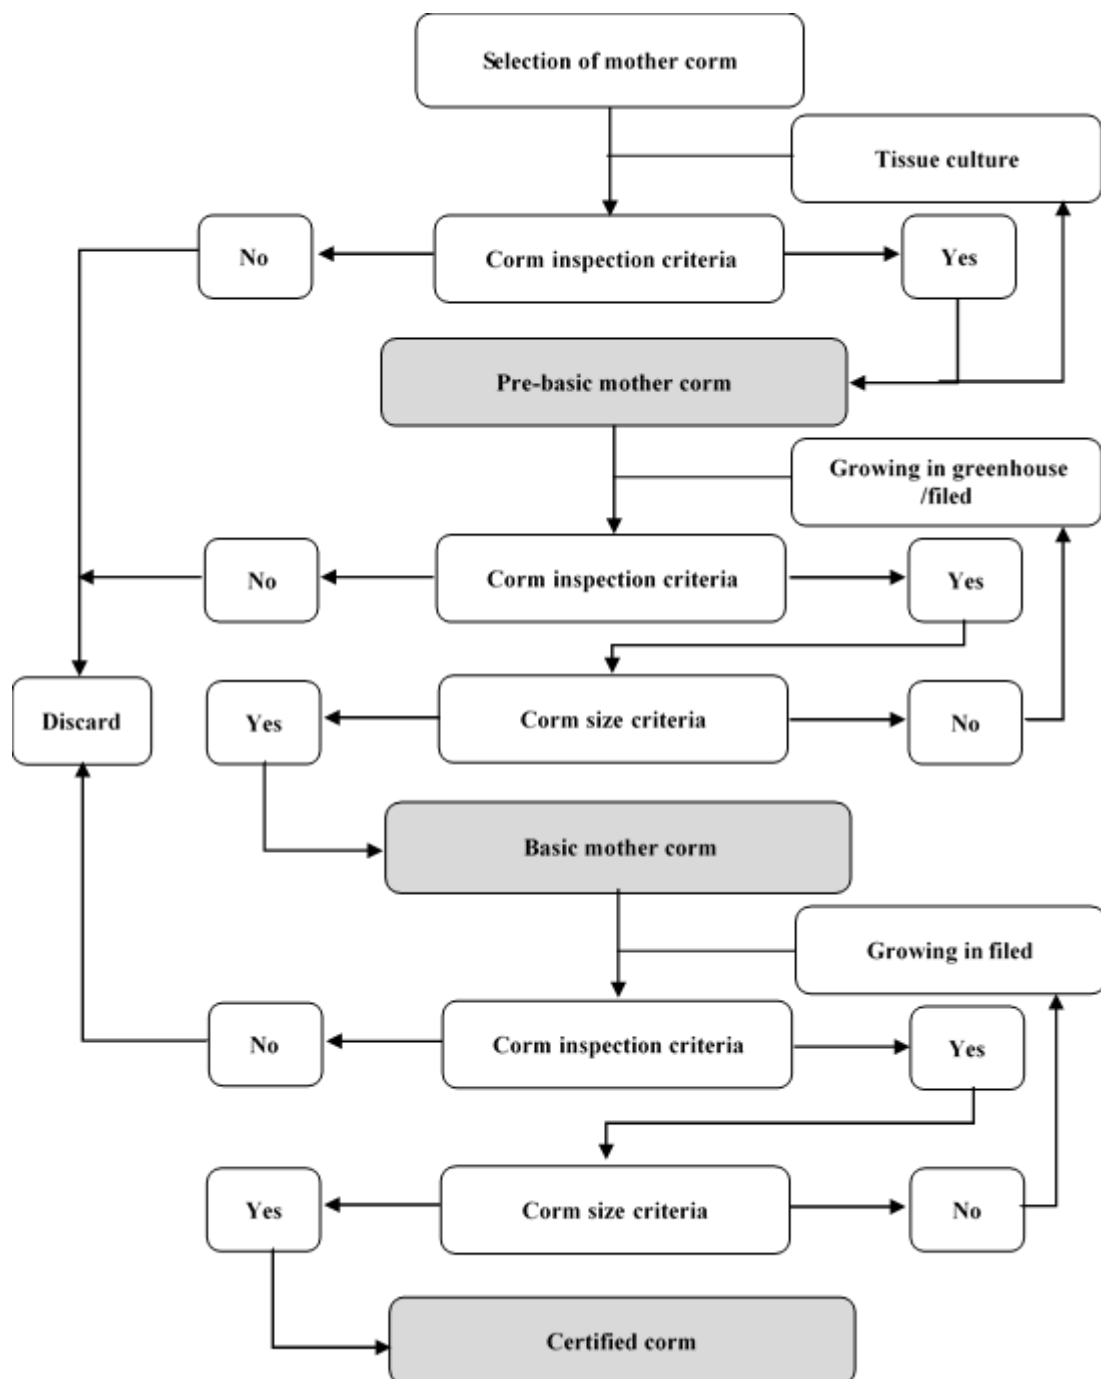 Selection of mother corm
Tissue culture
No
Corm inspection criteria
Yes
Pre-basic mother corm
Growing in greenhouse
/filed
No
Corm inspection criteria
Yes
Discard
Yes
Corm size criteria
No
Basic mother corm
Growing in filed
No
Corm inspection criteria
Yes
Yes
Corm size criteria
No
Certified corm